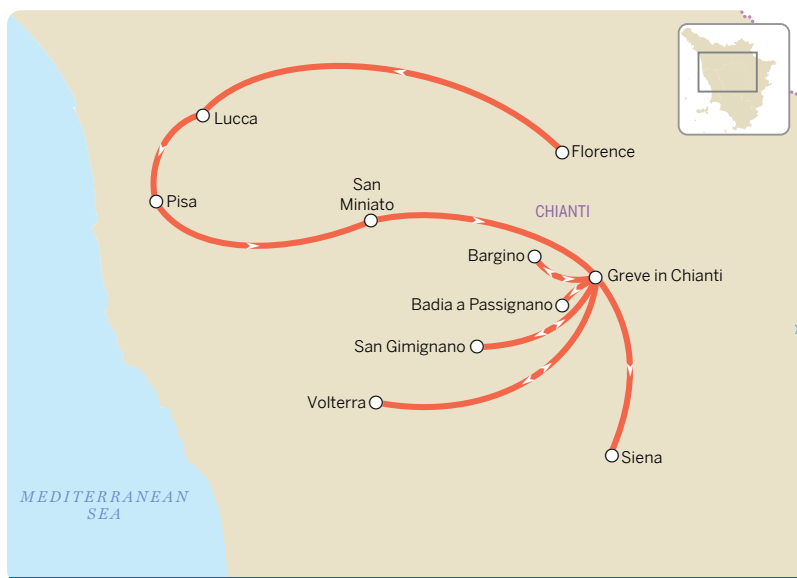 Lucca
Florence
San
Miniato
Pisa
CHIANTI
Bargino
Greve in Chianti
Badia a Passignano
San Gimignano
Volterra
Siena
MEDITERRANEAN
SEA